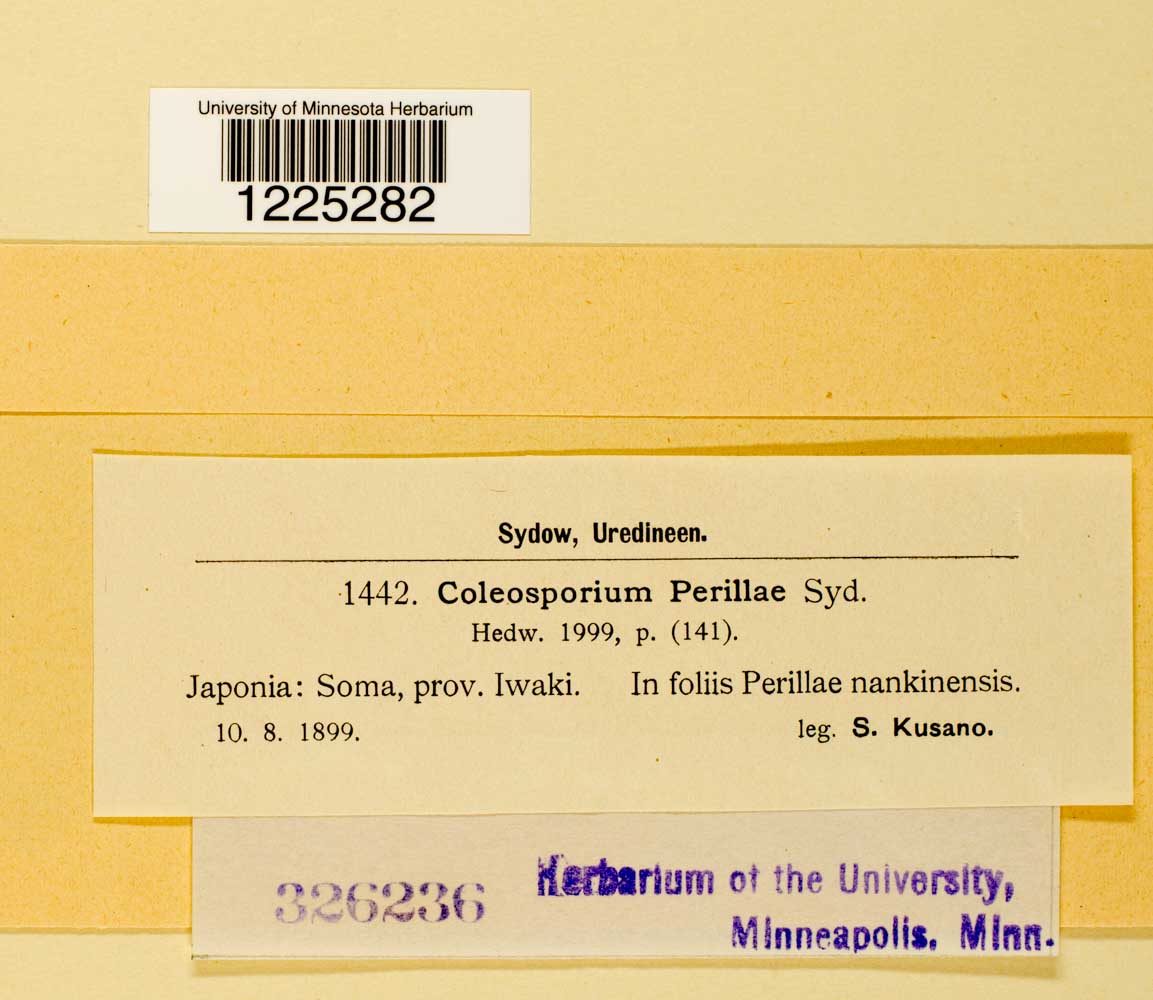 University of Minnesota Herbarium
1225282
Sydow, Uredineen.
1442. Coleosporium Perillae Syd.
Hedw. 1999, p. (141).
Japonia: Soma, prov. Iwaki. In foliis Perillae nankinensis.
10. 8. 1899. leg. S. Kusano.
326236 Herbarium of the University,
Minneapolis. Minn.